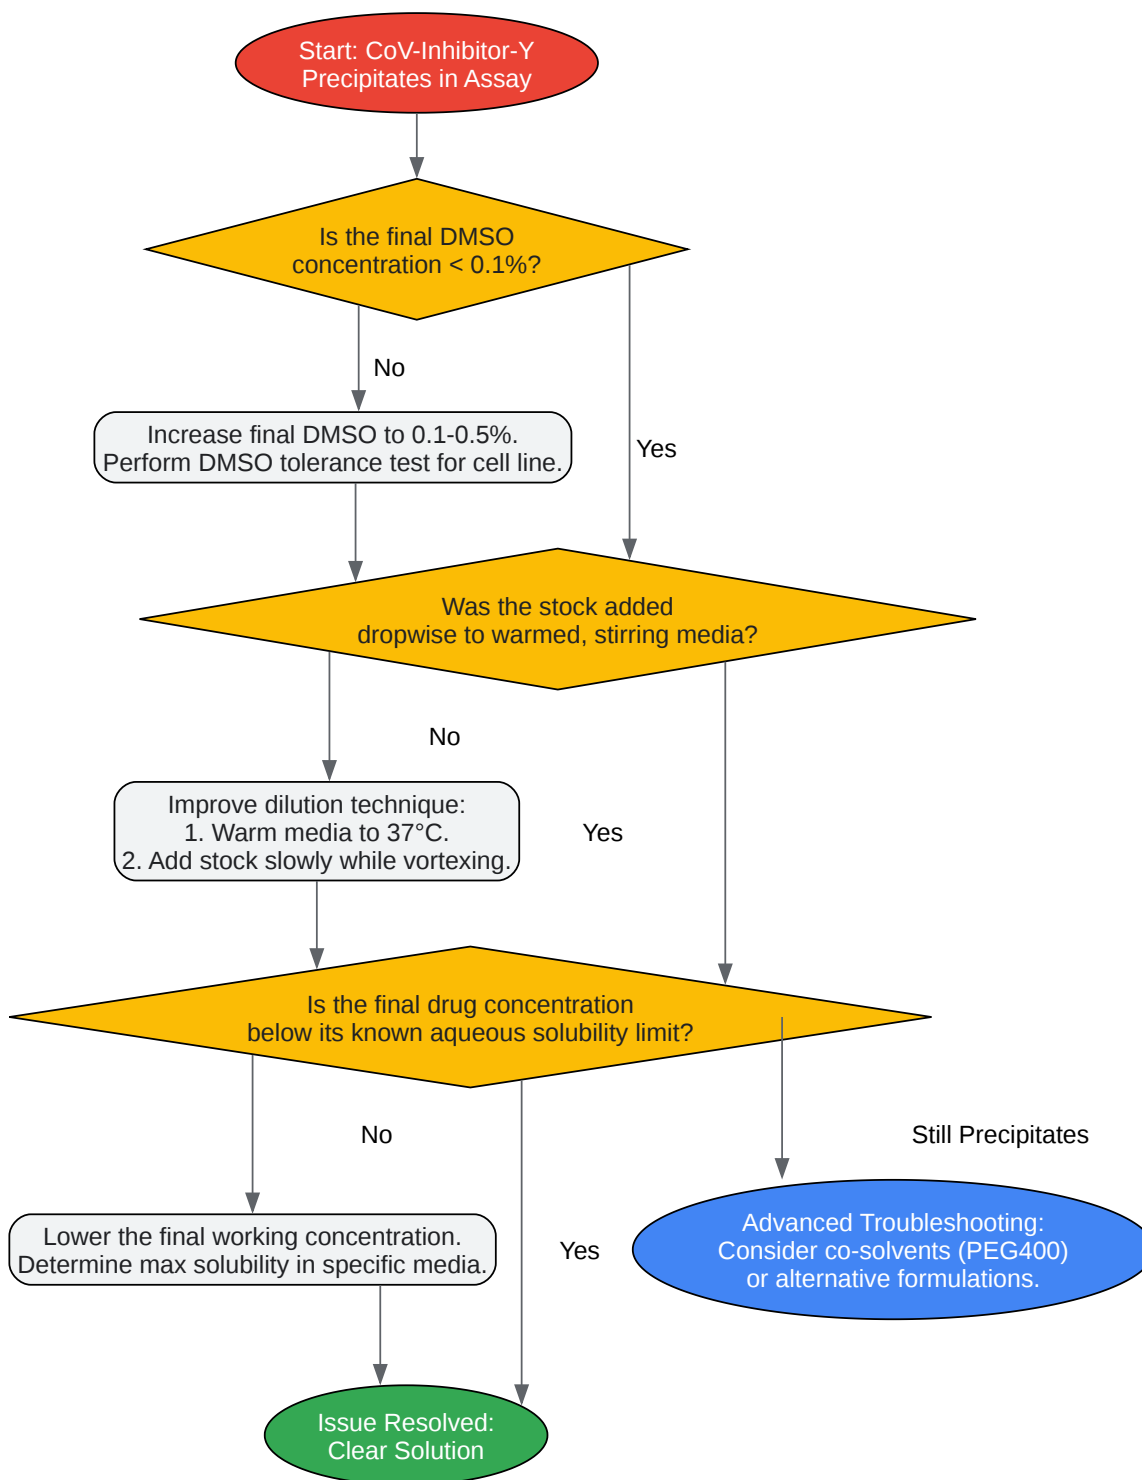 Start: CoV-Inhibitor-Y
Precipitates in Assay
Is the final DMSO
concentration < 0.1%?
No
Increase final DMSO to 0.1-0.5%.
Perform DMSO tolerance test for cell line.
Yes
Was the stock added
dropwise to warmed, stirring media?
No
Improve dilution technique:
1. Warm media to 37°C.
2. Add stock slowly while vortexing.
Yes
Is the final drug concentration
below its known aqueous solubility limit?
No
Still Precipitates
Lower the final working concentration.
Determine max solubility in specific media.
Yes
Advanced Troubleshooting:
Consider co-solvents (PEG400)
or alternative formulations.
Issue Resolved:
Clear Solution